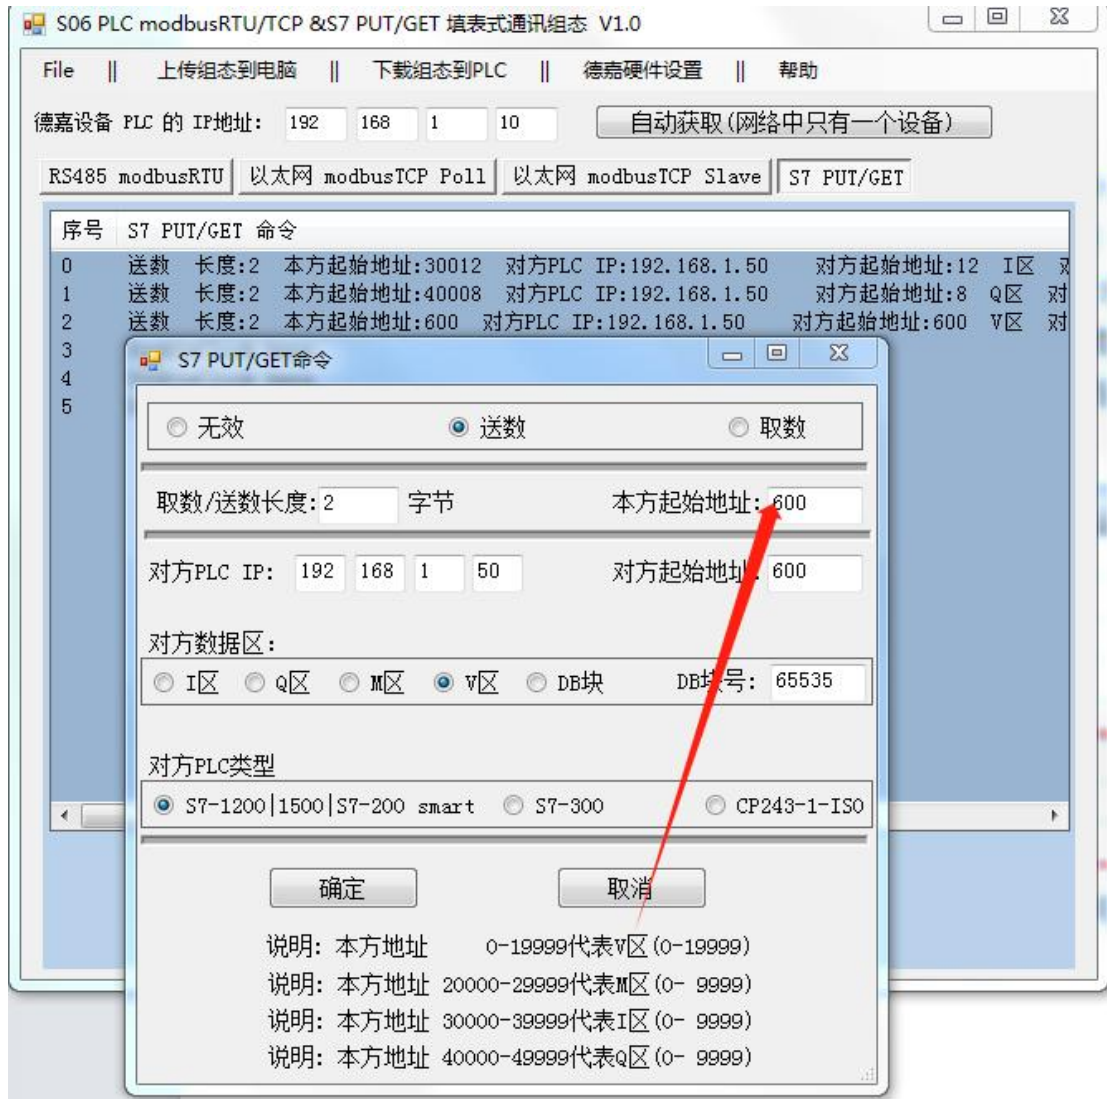 S06 PLC modbusRTU/TCP &S7 PUT/GET 填表式通讯组态 V1.0
File || 上传组态到电脑 || 下载组态到PLC || 德嘉硬件设置 || 帮助
德嘉设备 PLC 的 IP地址: 192 168 1 10 自动获取(网络中只有一个设备)
RS485 modbusRTU 以太网 modbusTCP Poll 以太网 modbusTCP Slave S7 PUT/GET
序号 S7 PUT/GET 命令
0 送数 长度:2 本方起始地址:30012 对方PLC IP:192.168.1.50 对方起始地址:12 I区
1 送数 长度:2 本方起始地址:40008 对方PLC IP:192.168.1.50 对方起始地址:8 Q区 对
2 送数 长度:2 本方起始地址:600 对方PLC IP:192.168.1.50 对方起始地址:600 V区 对
3
4
5
S7 PUT/GET命令
无效 送数 取数
取数/送数长度:2 字节 本方起始地址:600
对方PLC IP: 192 168 1 50 对方起始地址:600
对方数据区:
I区 Q区 M区 V区 DB块 DB块号: 65535
对方PLC类型
S7-1200|1500|S7-200 smart S7-300 CP243-1-ISO
确定 取消
说明: 本方地址 0-19999代表V区(0-19999)
说明: 本方地址 20000-29999代表M区(0- 9999)
说明: 本方地址 30000-39999代表I区(0- 9999)
说明: 本方地址 40000-49999代表Q区(0- 9999)